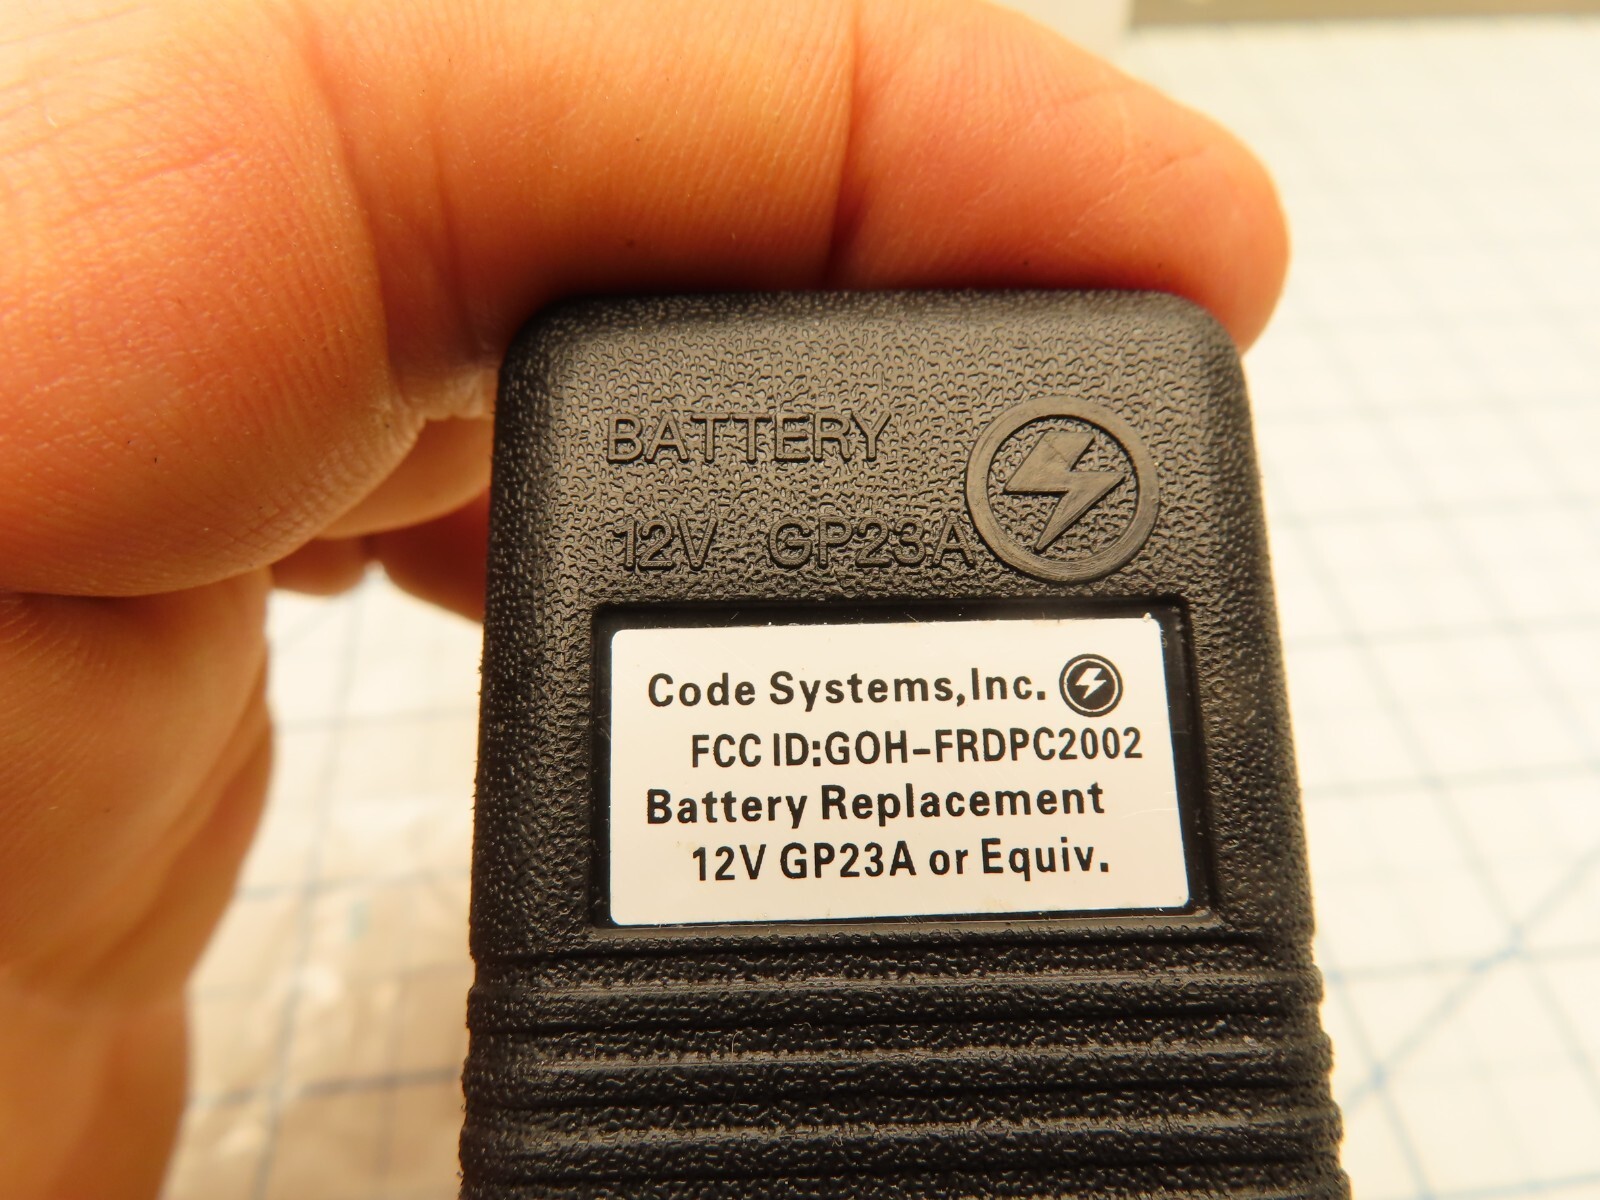 BATTERY
12V GP23A
Code Systems,Inc.
FCC ID:GOH-FRDPC2002
Battery Replacement
12V GP23A or Equiv.